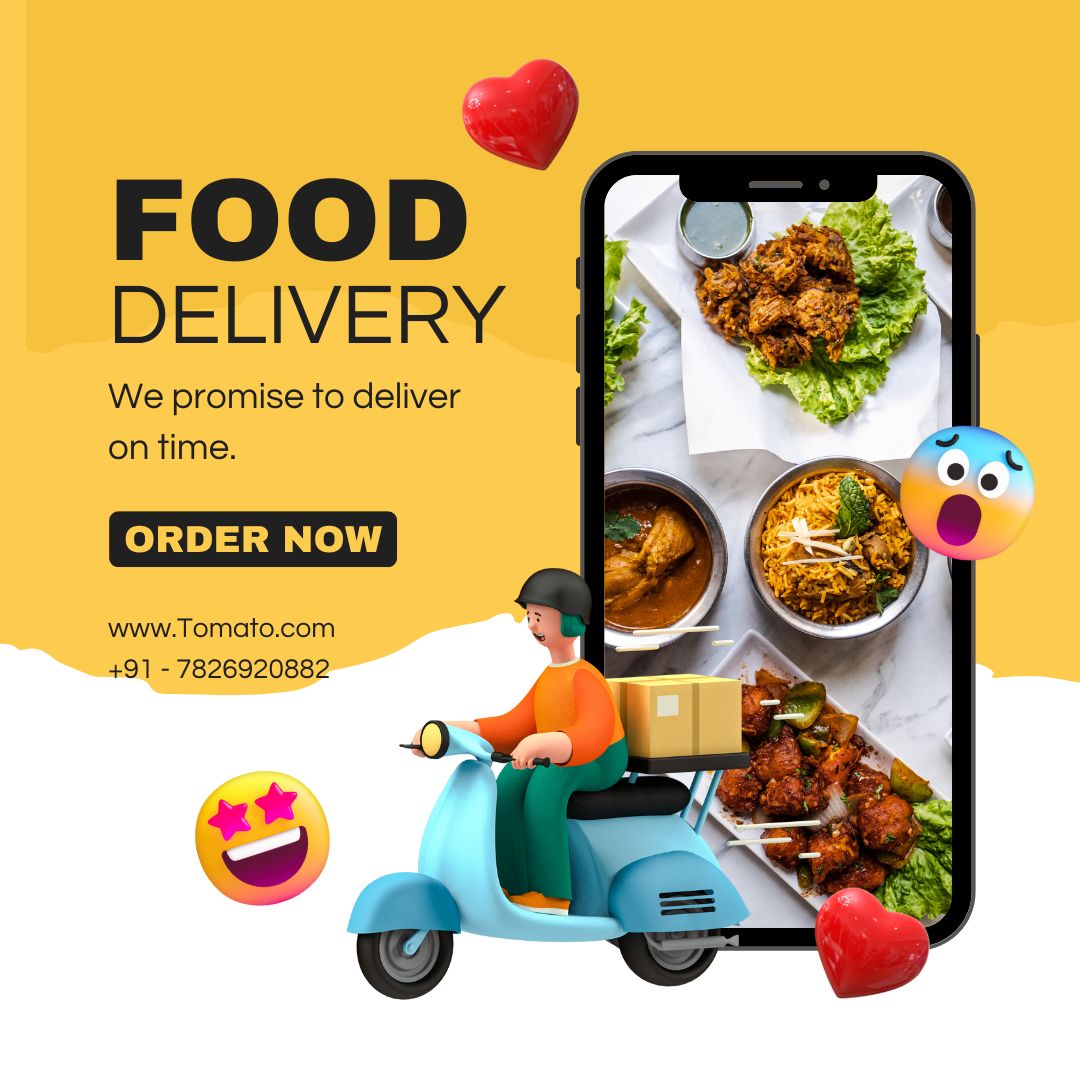 FOOD
DELIVERY
We promise to deliver
on time.
ORDER NOW
www.Tomato.com
+91 - 7826920882